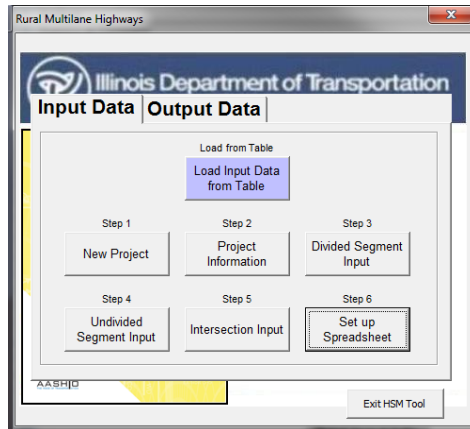 Rural Multilane Highways
Illinois Department of Transportation
Input Data Output Data
Load from Table
Load Input Data
from Table
Step 1
Step 2
Step 3
New Project
Project
Information
Divided Segment
Input
Step 4
Step 5
Step 6
Undivided
Segment Input
Intersection Input
Set up
Spreadsheet
Exit HSM Tool